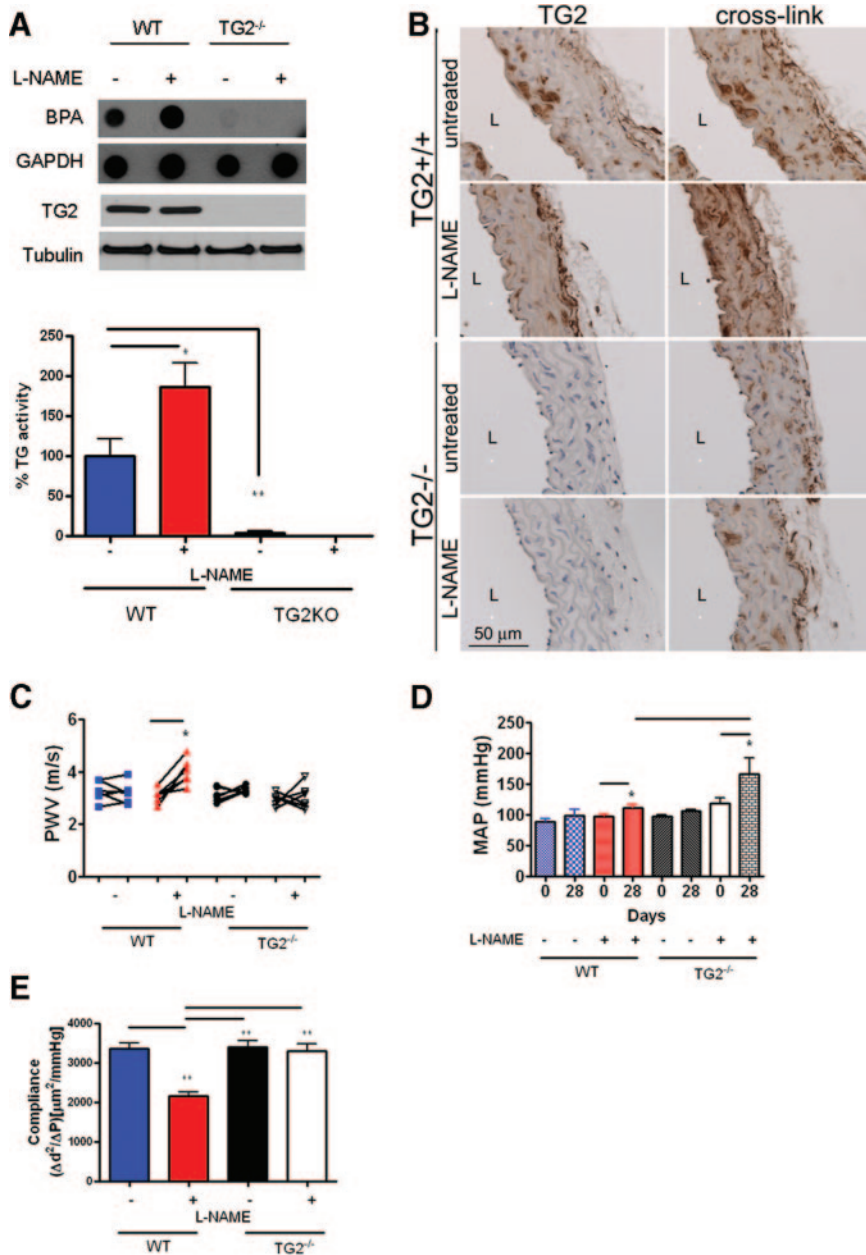 A
WT TG2-/-
L-NAME - + - +
BPA
GAPDH
TG2
Tubulin
% TG activity
250
200
150
100
50
0
*
**
- + - +
L-NAME
WT TG2KO
B
TG2 cross-link
TG2+/+
untreated
L L
L-NAME
L L
TG2-/-
untreated
L L
L-NAME
L L
50 µm
C
PWV (m/s)
6
4
2
0
*
- + - +
L-NAME
WT TG2-/-
D
MAP (mmHg)
250
200
150
100
50
0
*
*
0 28 0 28 0 28 0 28
Days
L-NAME - - + + - - + +
WT TG2-/-
E
Compliance
(Δd²/ΔP)[µm²/mmHg]
4000
3000
2000
1000
0
**
**
**
- + - +
L-NAME
WT TG2-/-